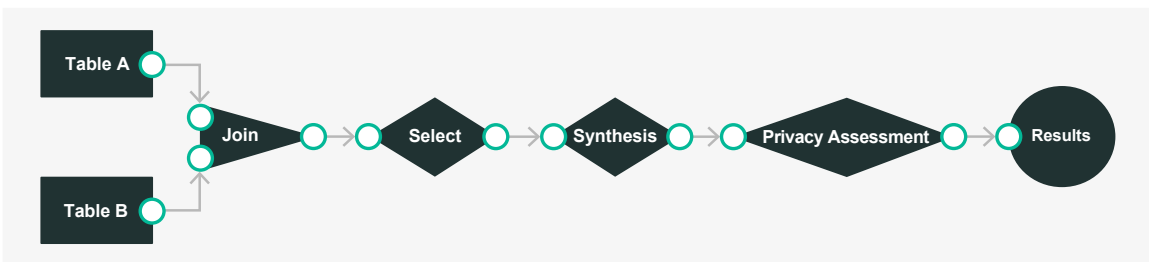 Table A
Join
Select
Synthesis
Privacy Assessment
Results
Table B